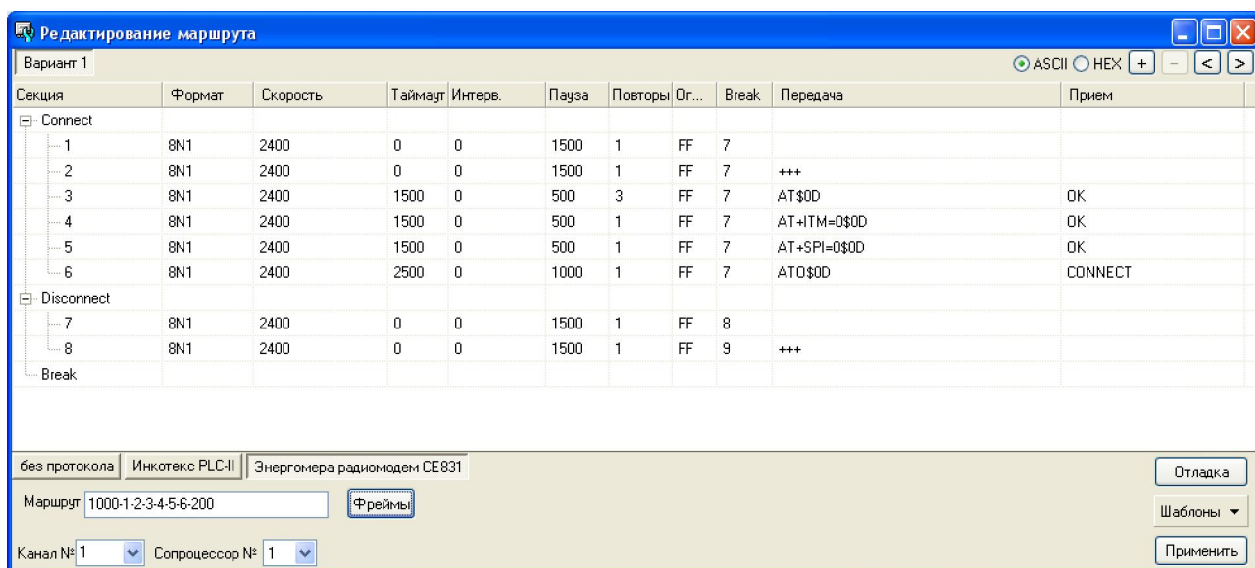 Редактирование маршрута
Вариант 1 ASCII HEX + - < >
Секция Формат Скорость Таймаут Интерв. Пауза Повторы Ог... Break Передача Прием
Connect
1 8N1 2400 0 0 1500 1 FF 7
2 8N1 2400 0 0 1500 1 FF 7 +++
3 8N1 2400 1500 0 500 3 FF 7 AT$0D OK
4 8N1 2400 1500 0 500 1 FF 7 AT+ITM=0$0D OK
5 8N1 2400 1500 0 500 1 FF 7 AT+SPI=0$0D OK
6 8N1 2400 2500 0 1000 1 FF 7 ATO$0D CONNECT
Disconnect
7 8N1 2400 0 0 1500 1 FF 8
8 8N1 2400 0 0 1500 1 FF 9 +++
Break
без протокола Инкотекс PLC-II Энергомера радиомодем CE831
Отладка
Маршрут 1000-1-2-3-4-5-6-200 Фреймы
Шаблоны
Канал № 1 Сопроцессор № 1 Применить